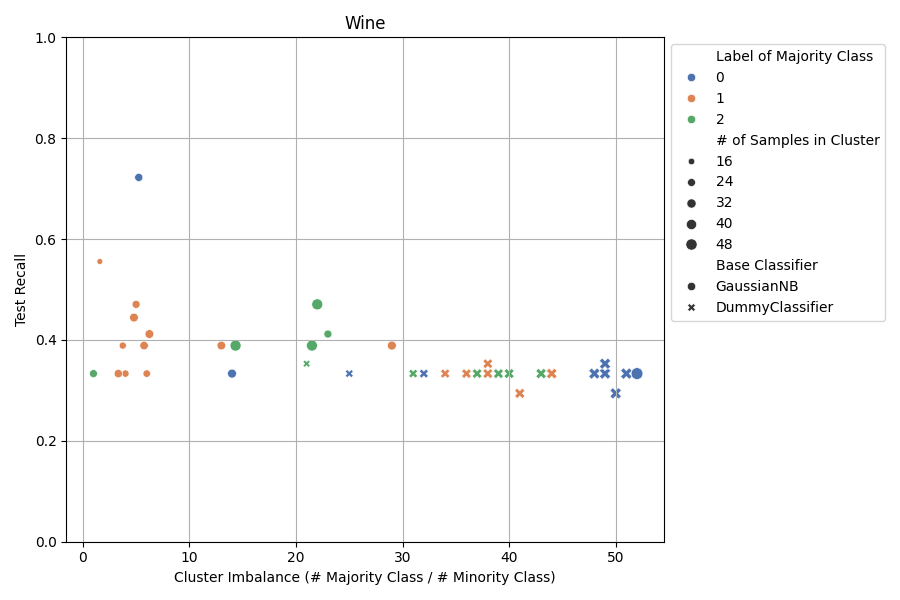 Wine
1.0
0.8
0.6
0.4
0.2
0.0
Test Recall
0
10
20
30
40
50
Cluster Imbalance (# Majority Class / # Minority Class)
Label of Majority Class
0
1
2
# of Samples in Cluster
16
24
32
40
48
Base Classifier
GaussianNB
DummyClassifier